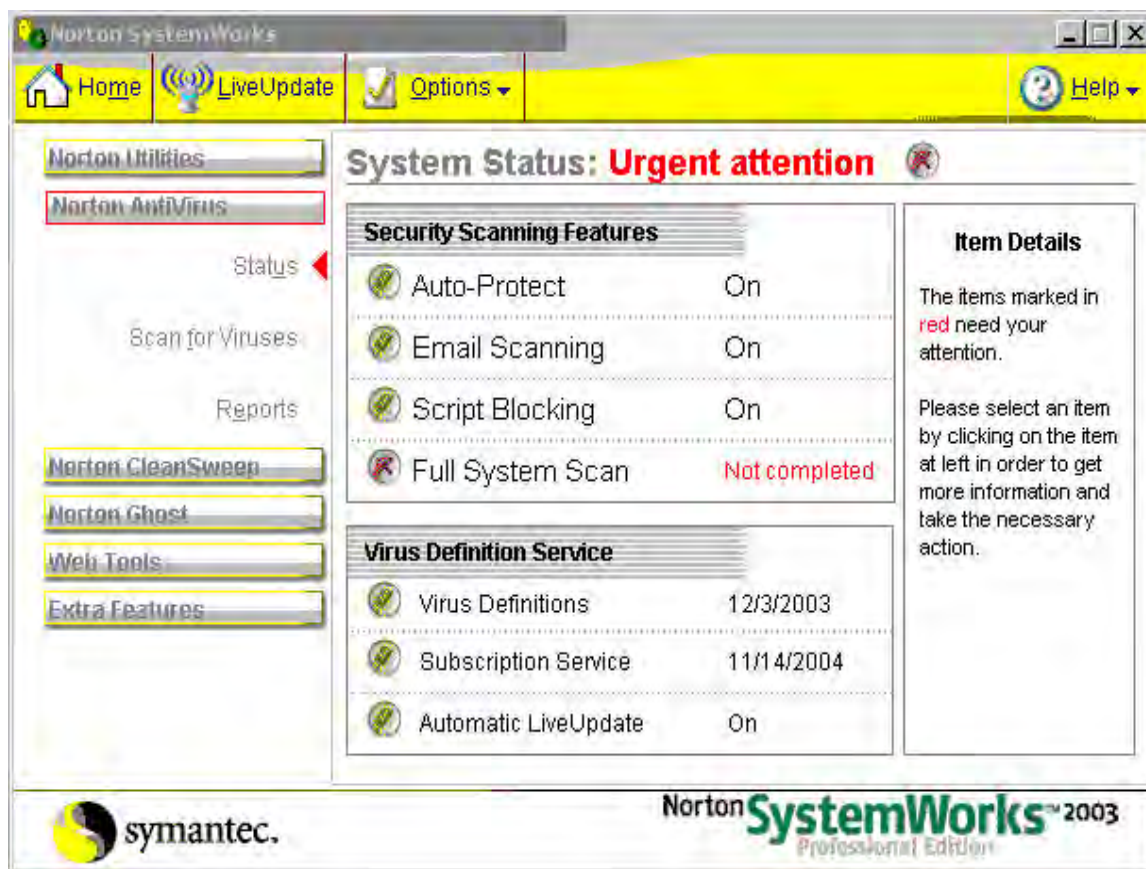 Norton SystemWorks
Home LiveUpdate Options Help
Norton Utilities
Norton AntiVirus
Status
Scan for Viruses
Reports
Norton CleanSweep
Norton Ghost
Web Tools
Extra Features
System Status: Urgent attention
Security Scanning Features
Auto-Protect On
Email Scanning On
Script Blocking On
Full System Scan Not completed
Virus Definition Service
Virus Definitions 12/3/2003
Subscription Service 11/14/2004
Automatic LiveUpdate On
Item Details
The items marked in
red need your
attention.
Please select an item
by clicking on the item
at left in order to get
more information and
take the necessary
action.
symantec.
Norton SystemWorks™ 2003
Professional Edition